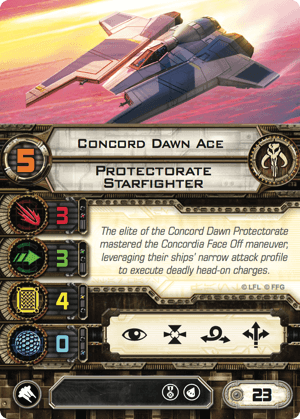 Concord Dawn Ace
5
Protectorate
Starfighter
3
The elite of the Concord Dawn Protectorate
mastered the Concordia Face Off maneuver,
3
leveraging their ships' narrow attack profile
to execute deadly head-on charges.
© LFL © FFG
4
0
23